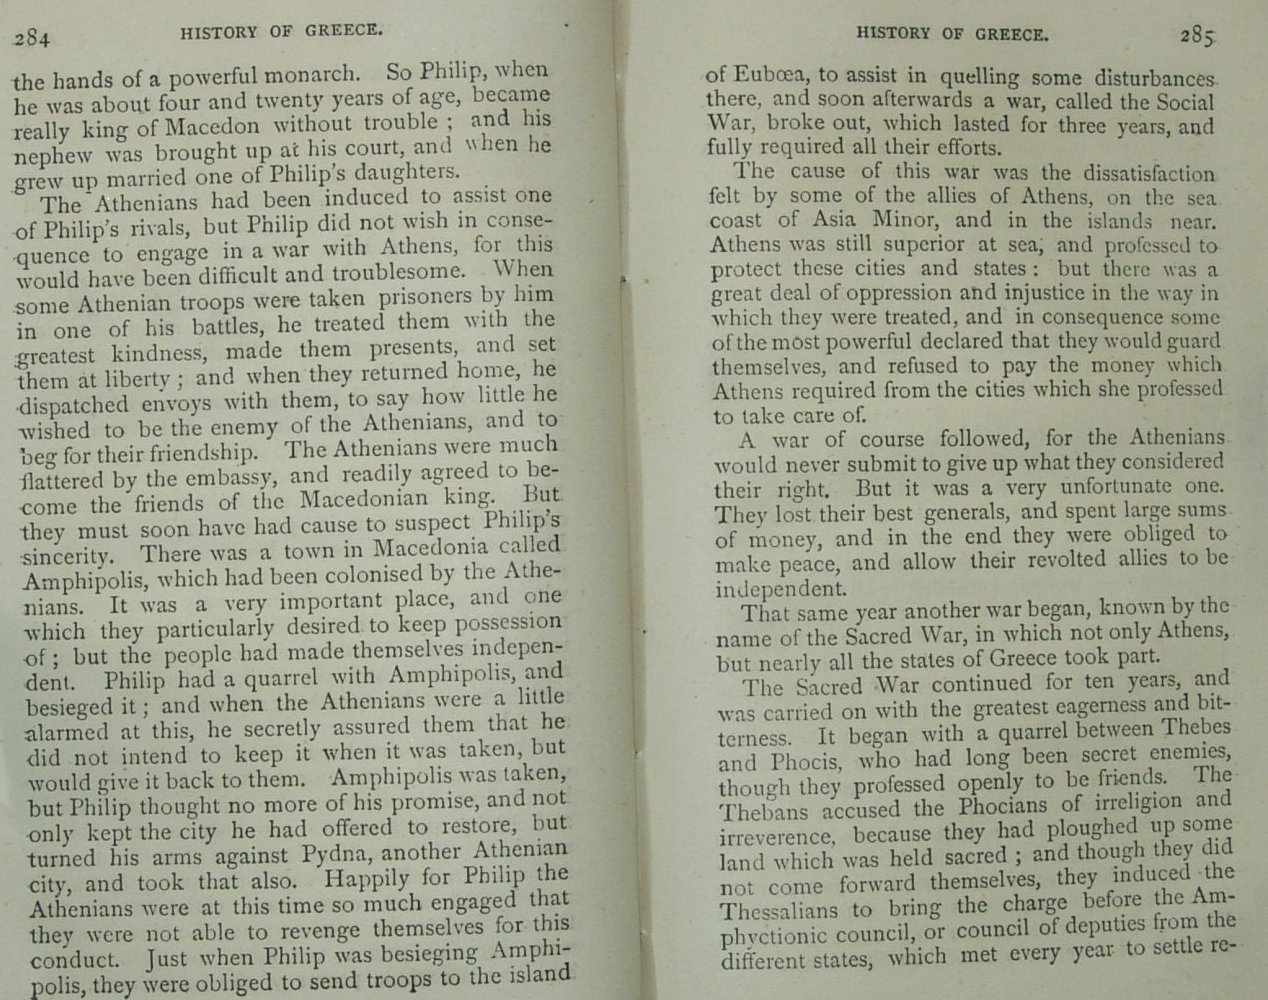 284
HISTORY OF GREECE.
the hands of a powerful monarch. So Philip, when
he was about four and twenty years of age, became
really king of Macedon without trouble ; and his
nephew was brought up at his court, and when he
grew up married one of Philip's daughters.
The Athenians had been induced to assist one
of Philip's rivals, but Philip did not wish in conse-
quence to engage in a war with Athens, for this
would have been difficult and troublesome. When
some Athenian troops were taken prisoners by him
in one of his battles, he treated them with the
greatest kindness, made them presents, and set
them at liberty ; and when they returned home, he
dispatched envoys with them, to say how little he
wished to be the enemy of the Athenians, and to
beg for their friendship. The Athenians were much
flattered by the embassy, and readily agreed to be-
come the friends of the Macedonian king. But
they must soon have had cause to suspect Philip's
sincerity. There was a town in Macedonia called
Amphipolis, which had been colonised by the Athe-
nians. It was a very important place, and one
which they particularly desired to keep possession
of ; but the people had made themselves indepen-
dent. Philip had a quarrel with Amphipolis, and
besieged it ; and when the Athenians were a little
alarmed at this, he secretly assured them that he
did not intend to keep it when it was taken, but
would give it back to them. Amphipolis was taken,
but Philip thought no more of his promise, and not
only kept the city he had offered to restore, but
turned his arms against Pydna, another Athenian
city, and took that also. Happily for Philip the
Athenians were at this time so much engaged that
they were not able to revenge themselves for this
conduct. Just when Philip was besieging Amphi-
polis, they were obliged to send troops to the island
HISTORY OF GREECE.
285
of Eubœa, to assist in quelling some disturbances
there, and soon afterwards a war, called the Social
War, broke out, which lasted for three years, and
fully required all their efforts.
The cause of this war was the dissatisfaction
felt by some of the allies of Athens, on the sea
coast of Asia Minor, and in the islands near.
Athens was still superior at sea, and professed to
protect these cities and states : but there was a
great deal of oppression and injustice in the way in
which they were treated, and in consequence some
of the most powerful declared that they would guard
themselves, and refused to pay the money which
Athens required from the cities which she professed
to take care of.
A war of course followed, for the Athenians
would never submit to give up what they considered
their right. But it was a very unfortunate one.
They lost their best generals, and spent large sums
of money, and in the end they were obliged to
make peace, and allow their revolted allies to be
independent.
That same year another war began, known by the
name of the Sacred War, in which not only Athens,
but nearly all the states of Greece took part.
The Sacred War continued for ten years, and
was carried on with the greatest eagerness and bit-
terness. It began with a quarrel between Thebes
and Phocis, who had long been secret enemies,
though they professed openly to be friends. The
Thebans accused the Phocians of irreligion and
irreverence, because they had ploughed up some
land which was held sacred ; and though they did
not come forward themselves, they induced the
Thessalians to bring the charge before the Am-
phyctionic council, or council of deputies from the
different states, which met every year to settle re-